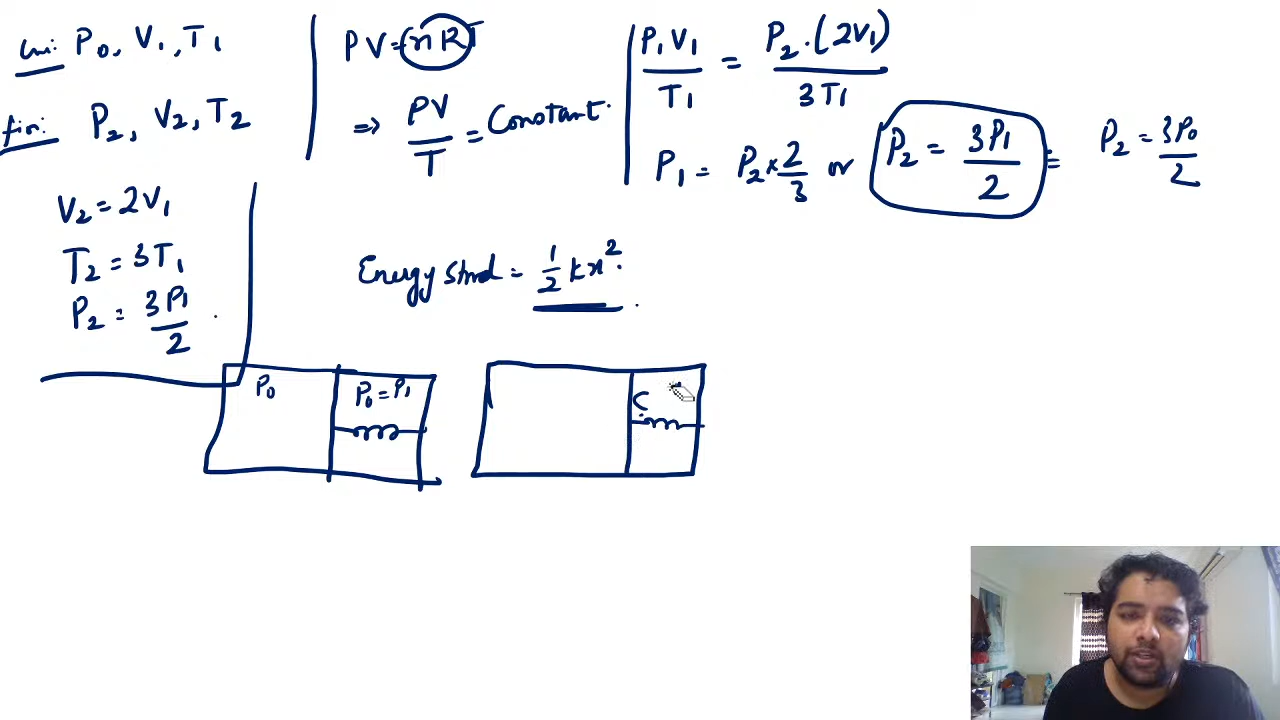 Ini: P₀, V₁, T₁
fin: P₂, V₂, T₂
V₂ = 2V₁
T₂ = 3T₁
P₂ = 3P₁/2
PV = nRT
⇒ PV/T = Constant.
P₁V₁/T₁ = P₂·(2V₁)/3T₁
P₁ = P₂ × 2/3 or P₂ = 3P₁/2 = P₂ = 3P₀/2
Energy stored = 1/2 kx².
P₀
P₀ = P₁